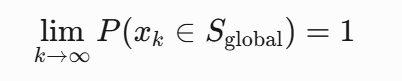 lim_{k→∞} P(x_k ∈ S_global) = 1